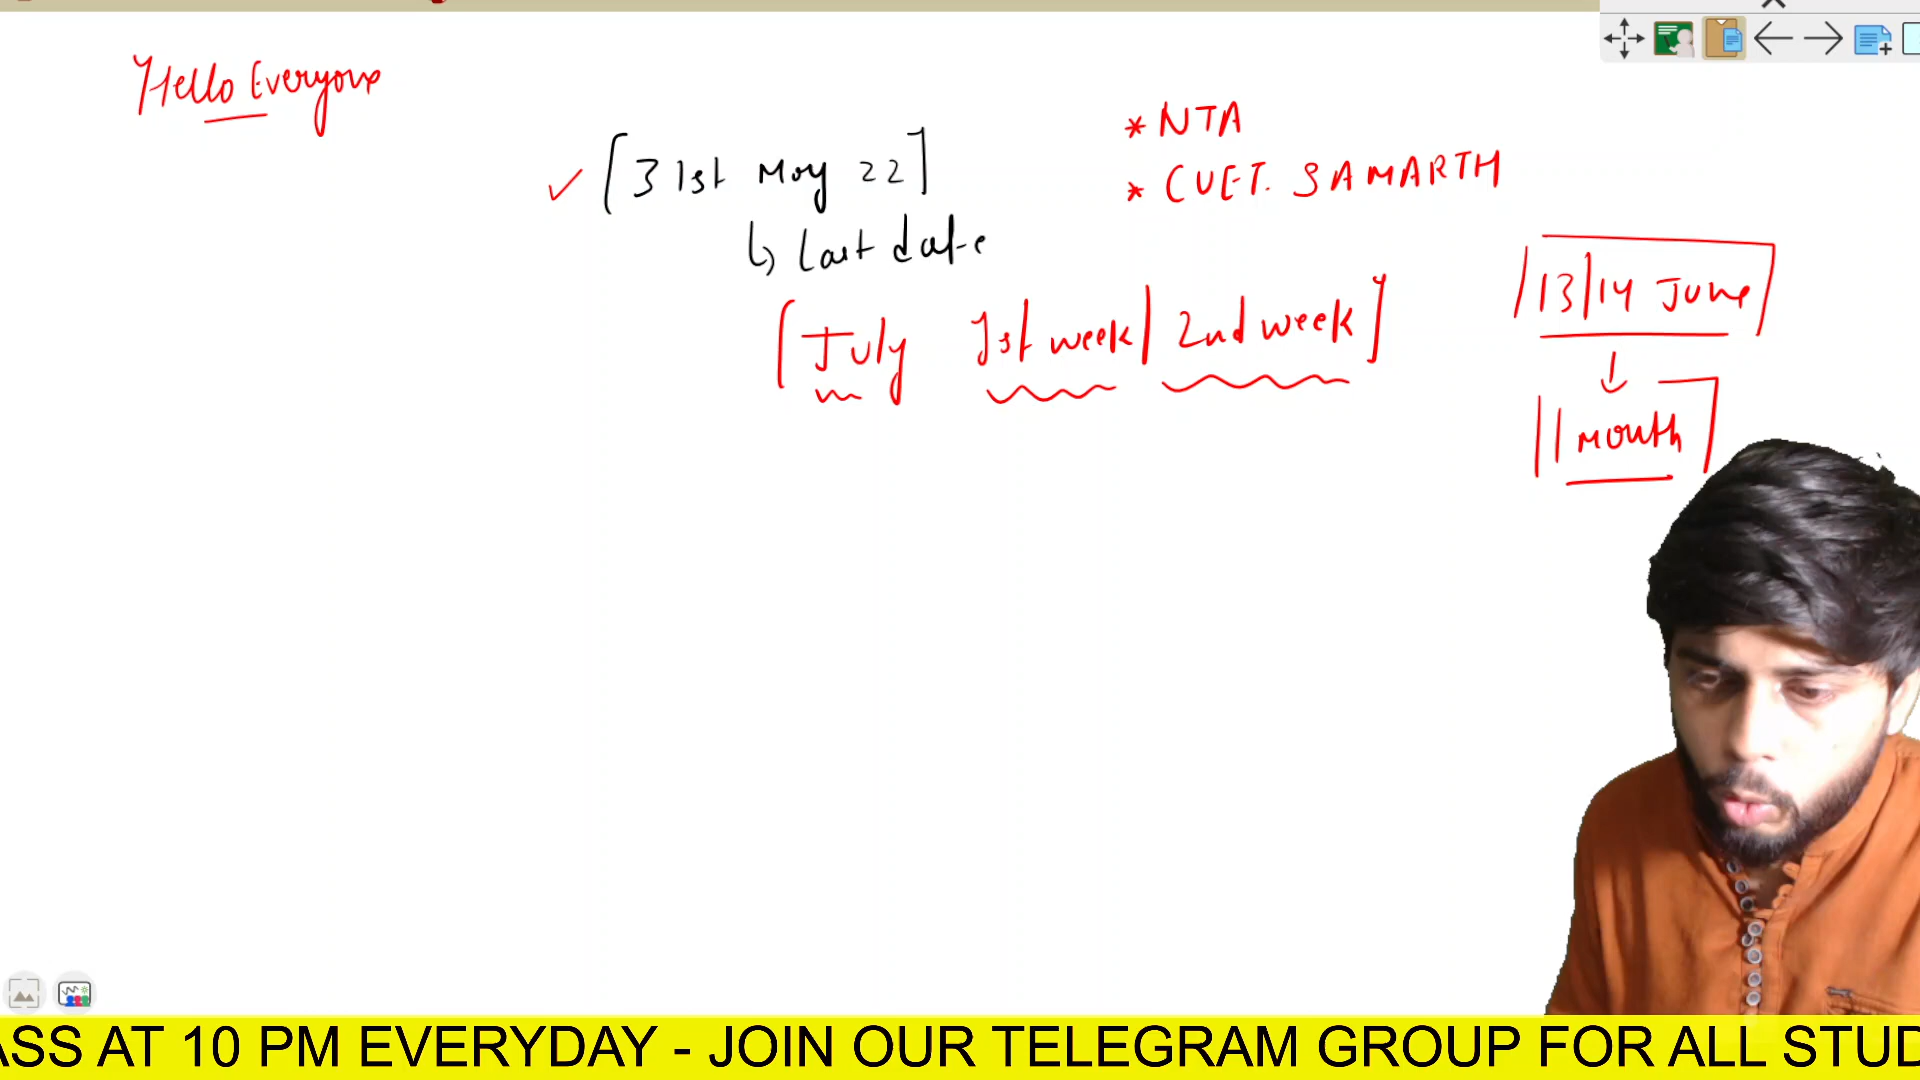 Hello Everyone
[31st May 22]
↳ Last date
* NTA
* CUET. SAMARTH
[July 1st week | 2nd week]
13|14 June
↓
1 month
ASS AT 10 PM EVERYDAY - JOIN OUR TELEGRAM GROUP FOR ALL STUD